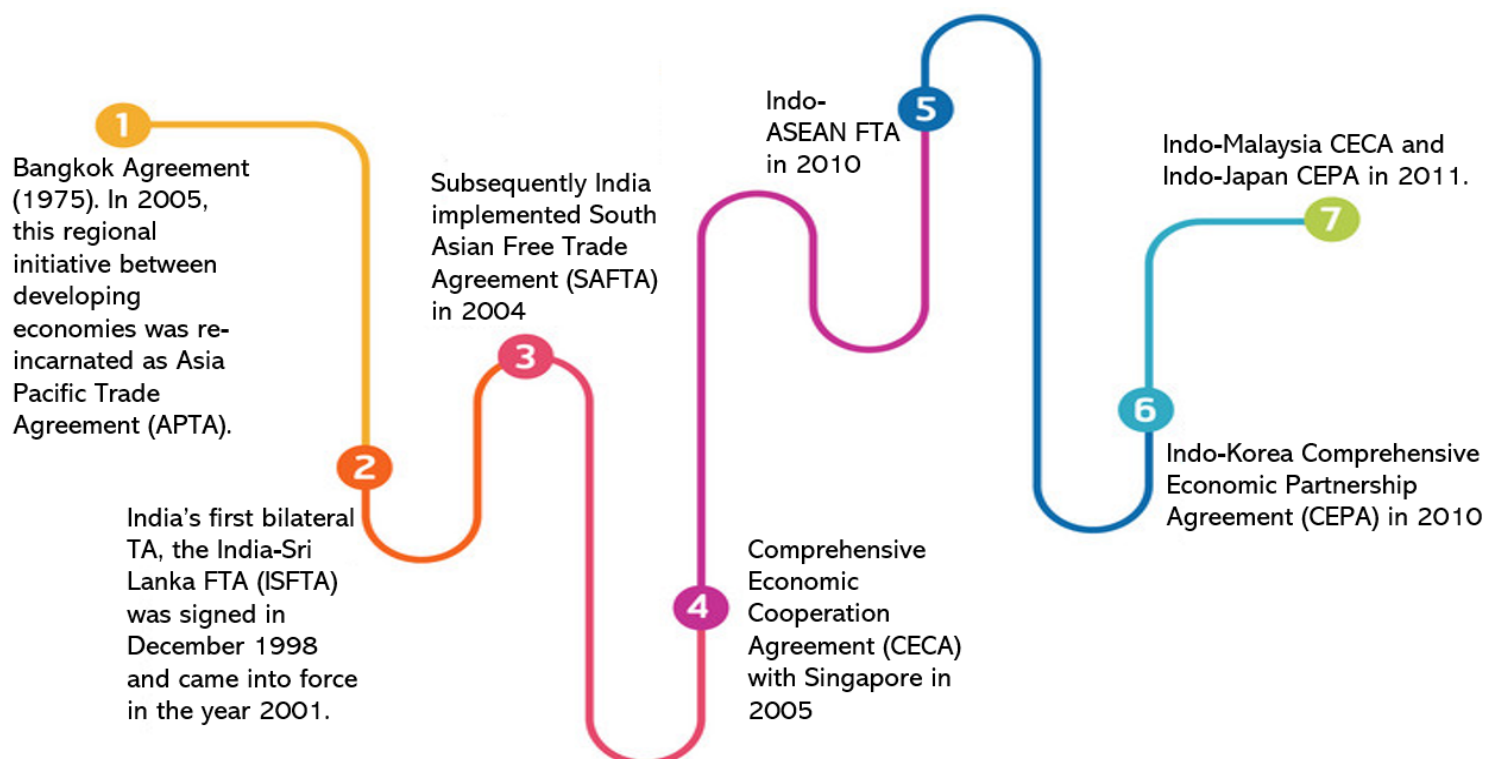 1
Bangkok Agreement
(1975). In 2005,
this regional
initiative between
developing
economies was re-
incarnated as Asia
Pacific Trade
Agreement (APTA).
2
India’s first bilateral
TA, the India-Sri
Lanka FTA (ISFTA)
was signed in
December 1998
and came into force
in the year 2001.
Subsequently India
implemented South
Asian Free Trade
Agreement (SAFTA)
in 2004
3
4
Comprehensive
Economic
Cooperation
Agreement (CECA)
with Singapore in
2005
Indo-
ASEAN FTA
in 2010
5
6
Indo-Korea Comprehensive
Economic Partnership
Agreement (CEPA) in 2010
Indo-Malaysia CECA and
Indo-Japan CEPA in 2011.
7